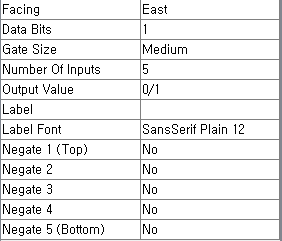 Facing East
Data Bits 1
Gate Size Medium
Number Of Inputs 5
Output Value 0/1
Label
Label Font SansSerif Plain 12
Negate 1 (Top) No
Negate 2 No
Negate 3 No
Negate 4 No
Negate 5 (Bottom) No